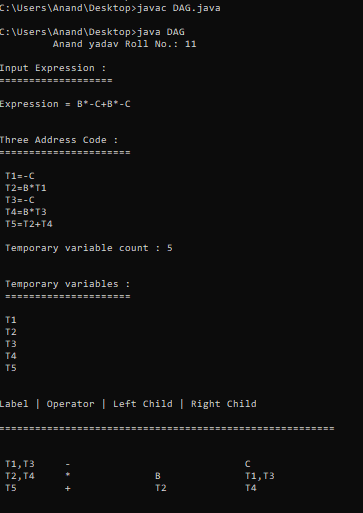 C:\Users\Anand\Desktop>javac DAG.java
C:\Users\Anand\Desktop>java DAG
Anand yadav Roll No.: 11
Input Expression :
===================
Expression = B*-C+B*-C
Three Address Code :
======================
T1=-C
T2=B*T1
T3=-C
T4=B*T3
T5=T2+T4
Temporary variable count : 5
Temporary variables :
=====================
T1
T2
T3
T4
T5
Label | Operator | Left Child | Right Child
========================================================
T1,T3 - C
T2,T4 * B T1,T3
T5 + T2 T4